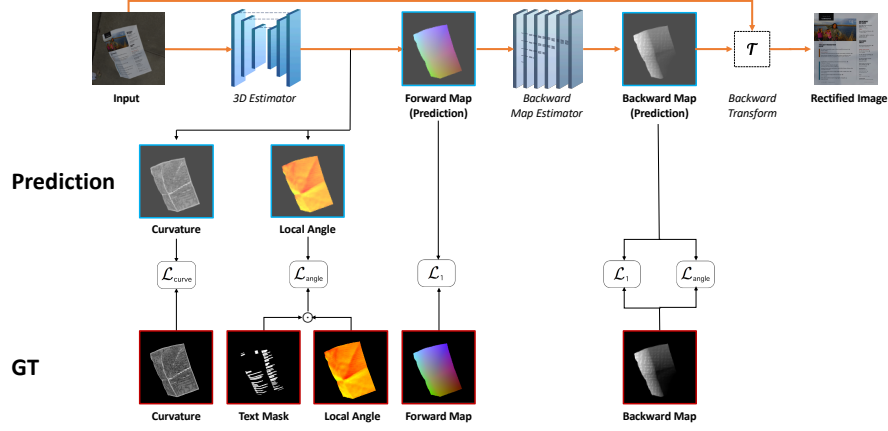 Input
3D Estimator
Forward Map
(Prediction)
Backward
Map Estimator
Backward Map
(Prediction)
𝒯
Backward
Transform
Rectified Image
Prediction
Curvature
Local Angle
ℒcurve
ℒangle
ℒ1
ℒ1
ℒangle
GT
Curvature
Text Mask
Local Angle
Forward Map
Backward Map